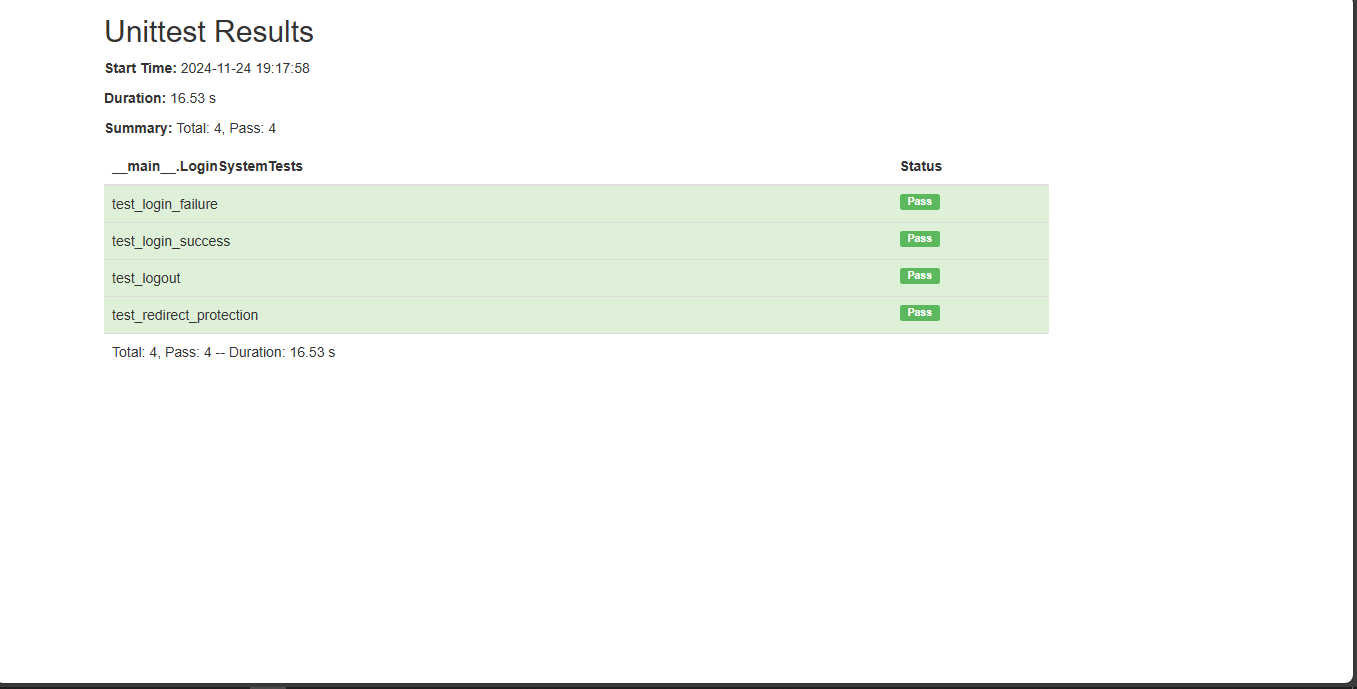 Unittest Results
Start Time: 2024-11-24 19:17:58
Duration: 16.53 s
Summary: Total: 4, Pass: 4
__main__.LoginSystemTests Status
test_login_failure Pass
test_login_success Pass
test_logout Pass
test_redirect_protection Pass
Total: 4, Pass: 4 -- Duration: 16.53 s